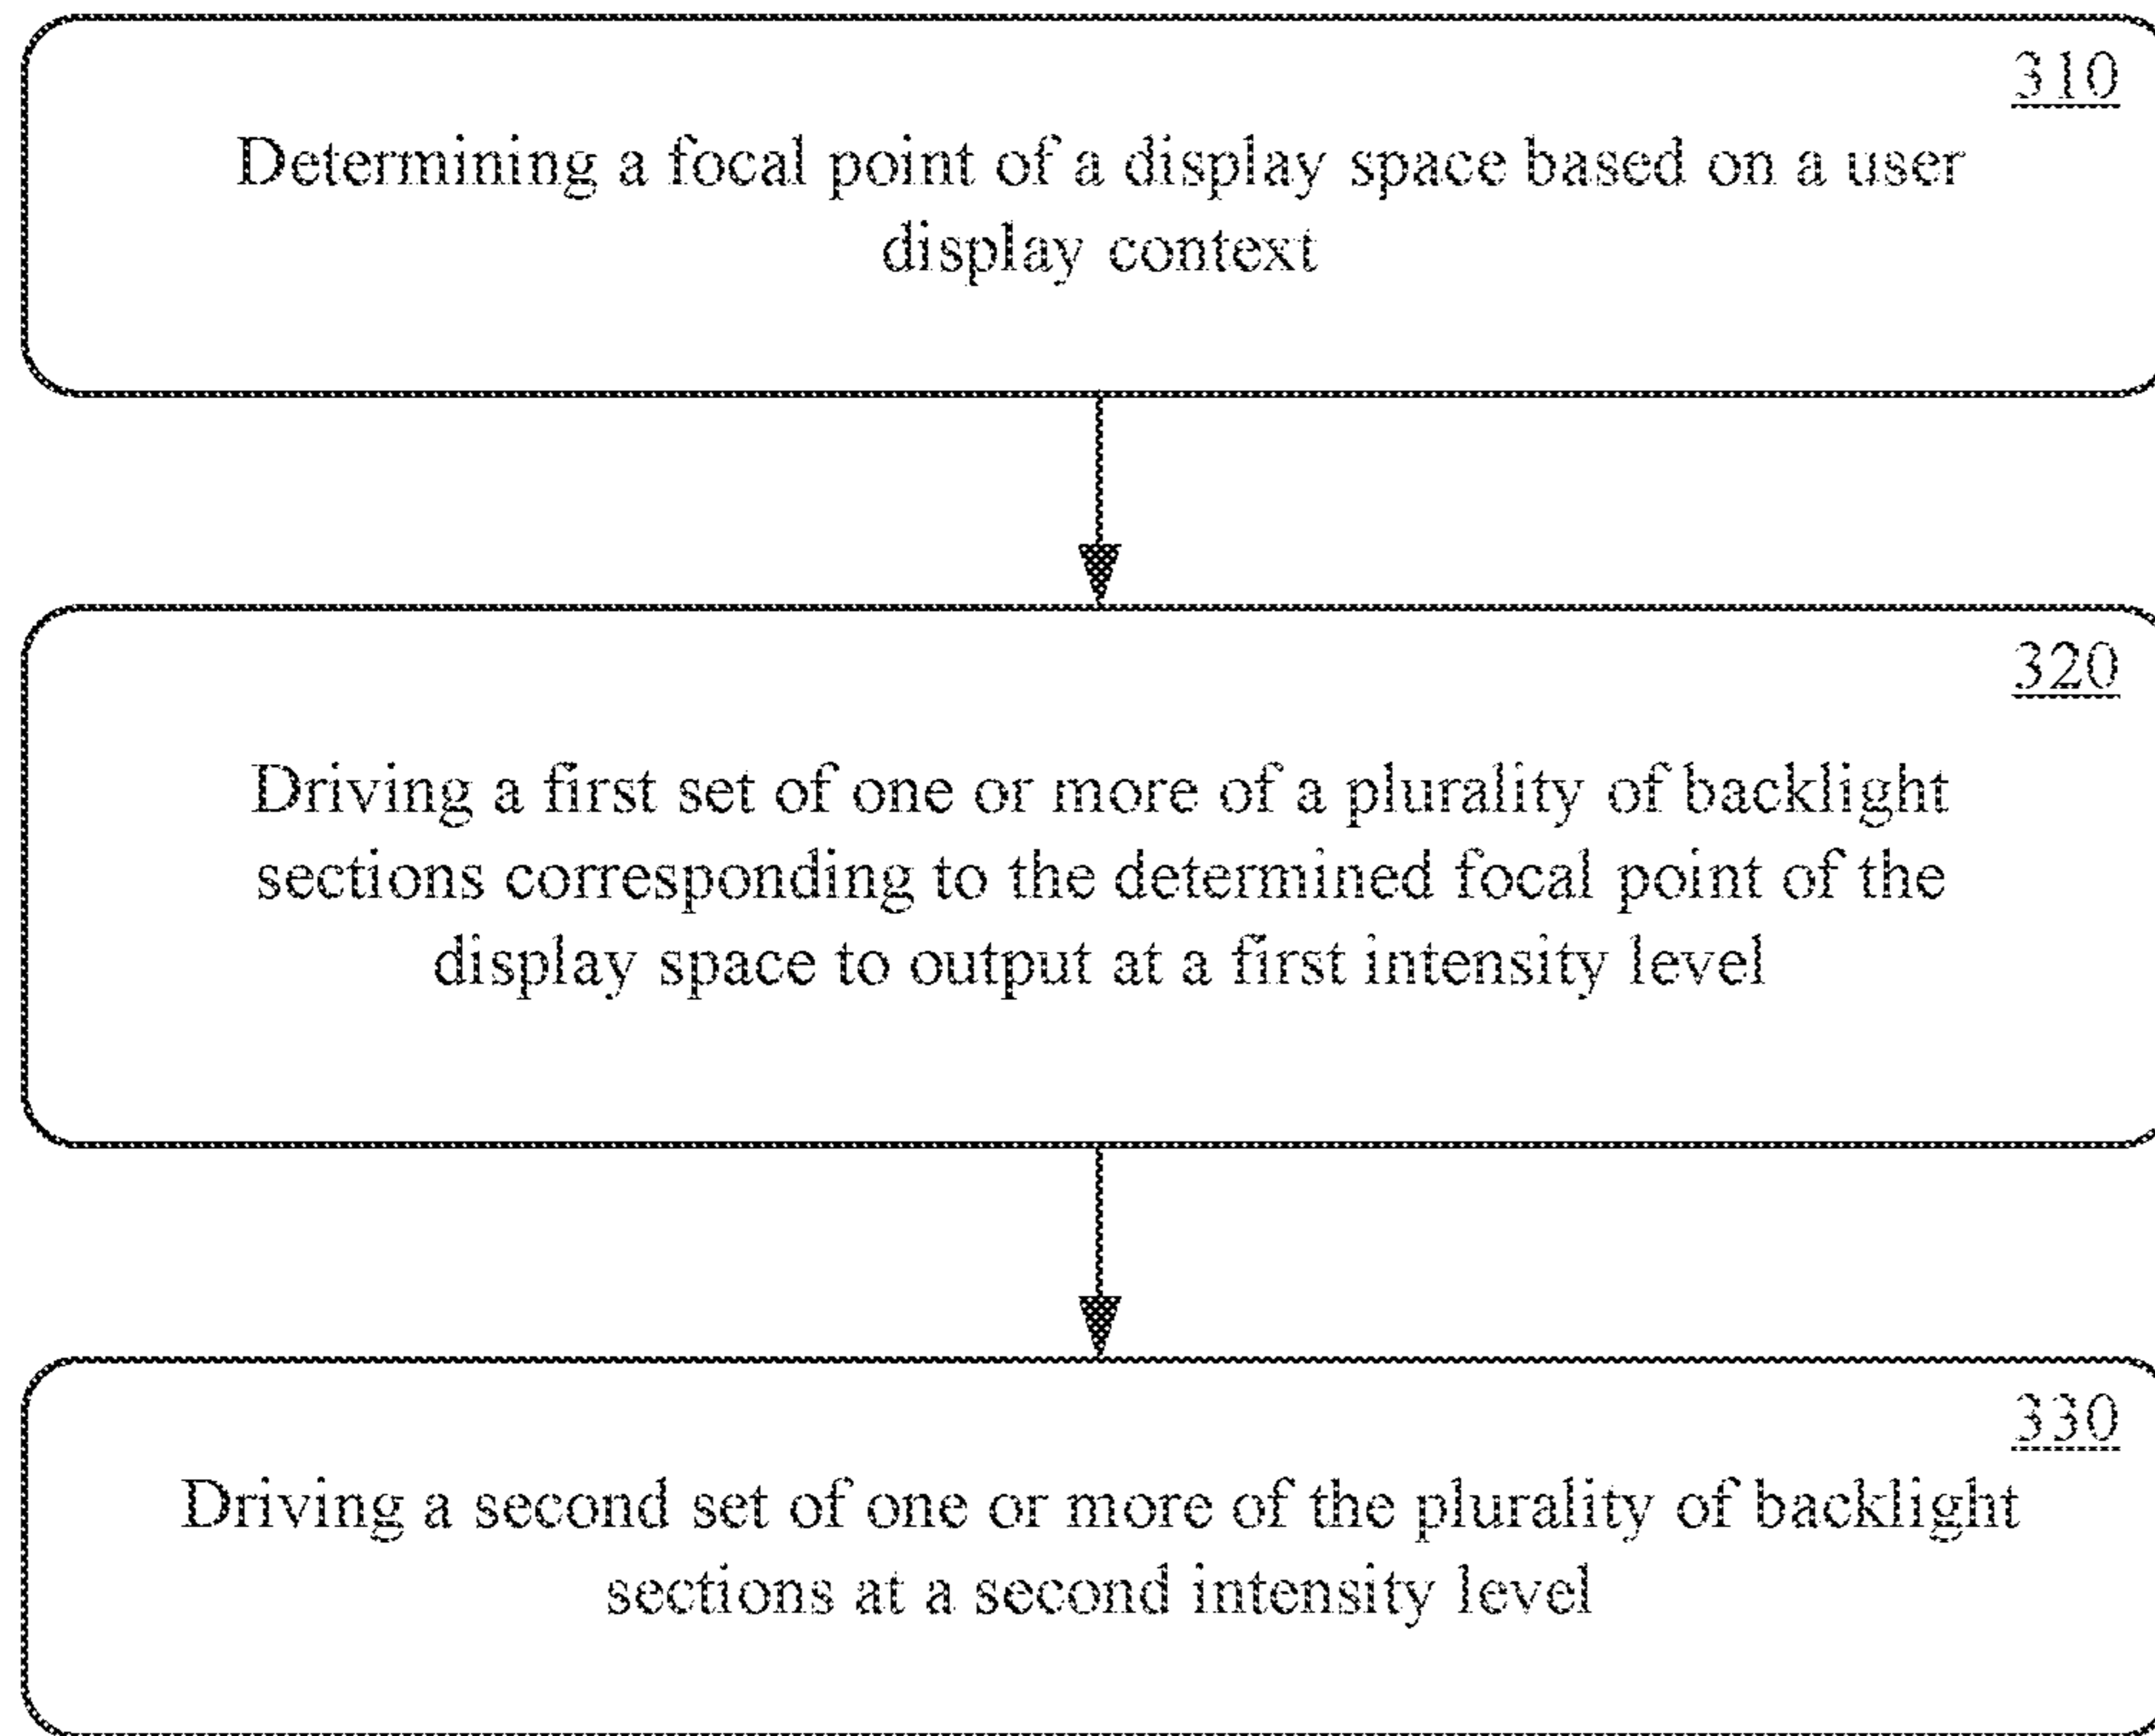 310
Determining a focal point of a display space based on a user
display context
320
Driving a first set of one or more of a plurality of backlight
sections corresponding to the determined focal point of the
display space to output at a first intensity level
330
Driving a second set of one or more of the plurality of backlight
sections at a second intensity level